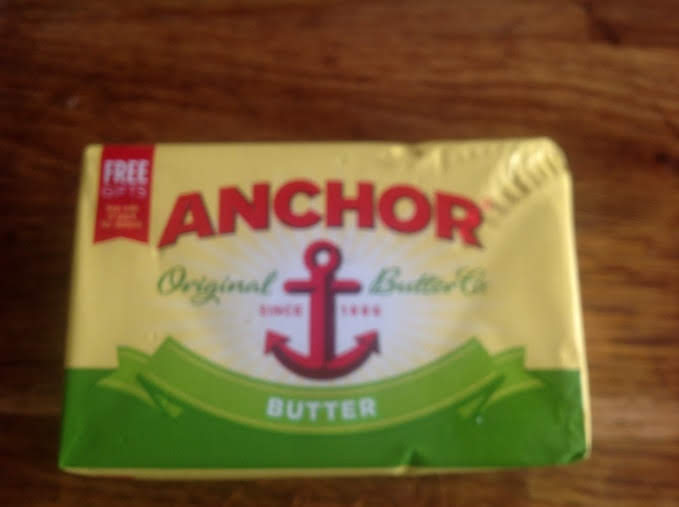 FREE
GIFTS
ANCHOR
Original Butter Co
SINCE 1886
BUTTER